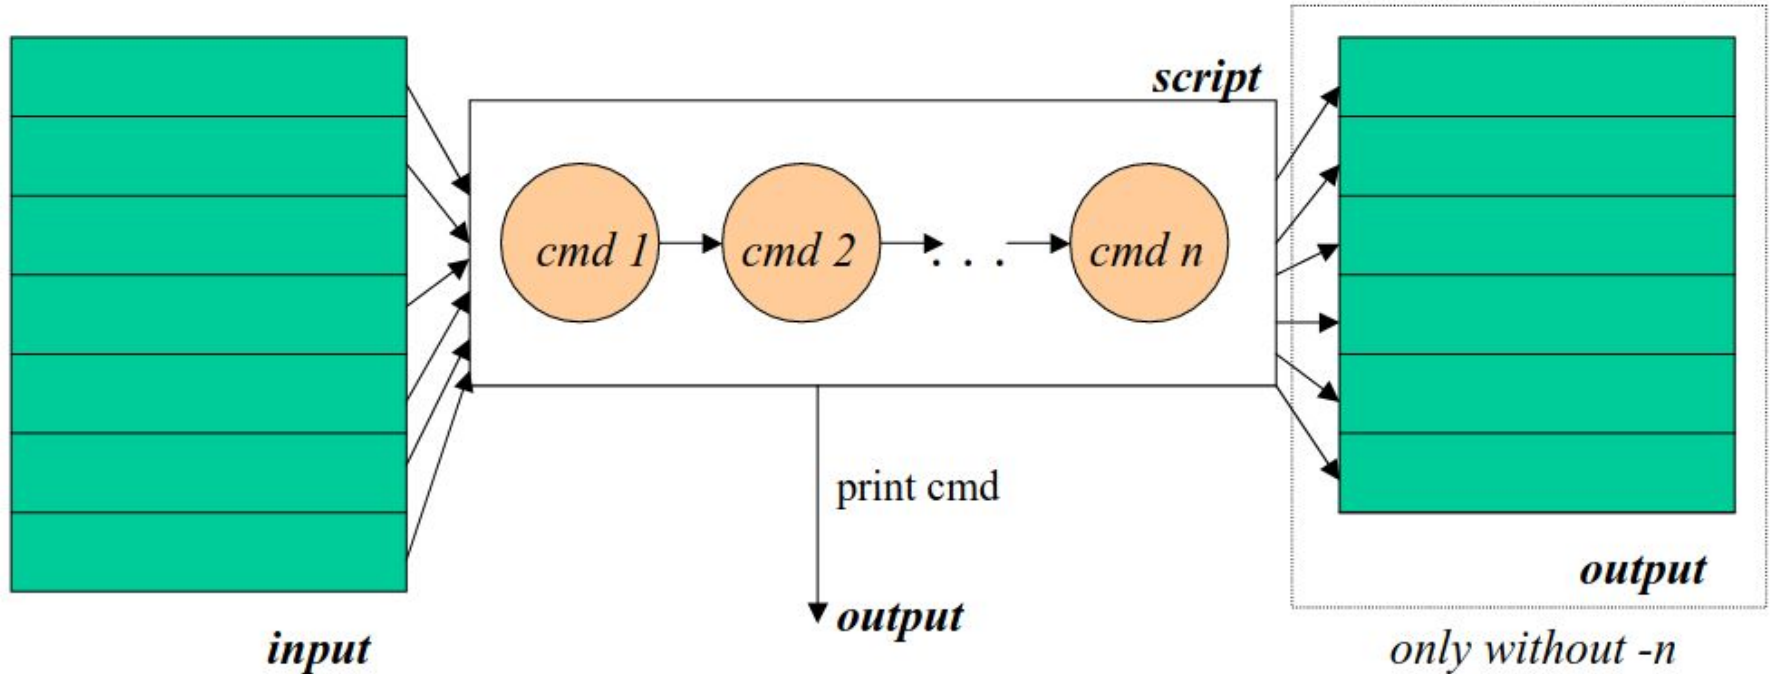 script
cmd 1
cmd 2
. . .
cmd n
print cmd
output
input
output
only without -n